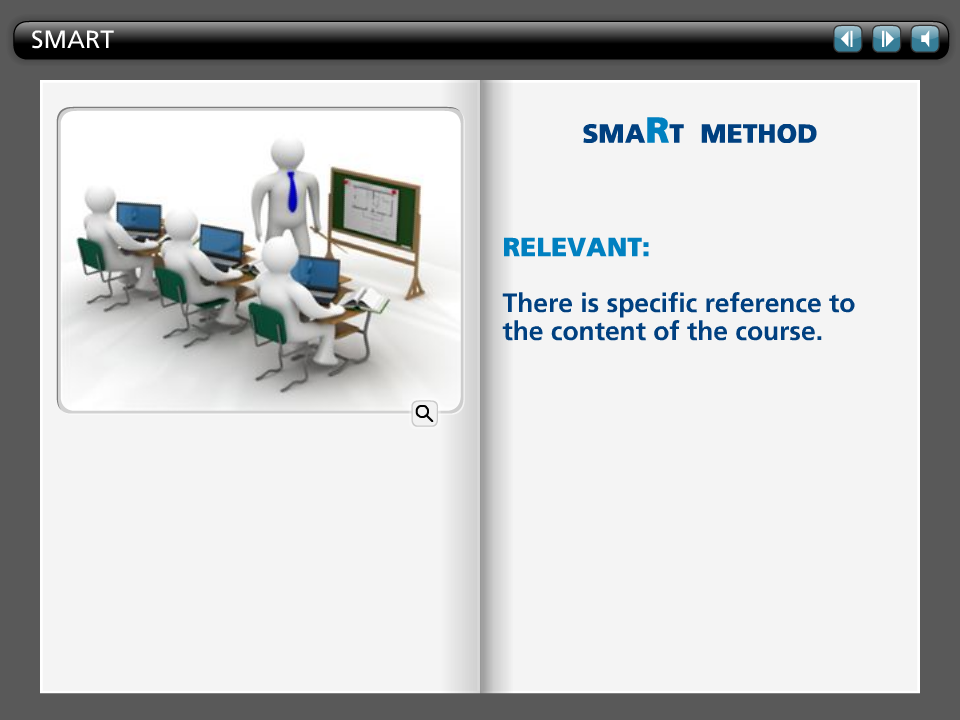 SMART
SMART METHOD
RELEVANT:
There is specific reference to
the content of the course.